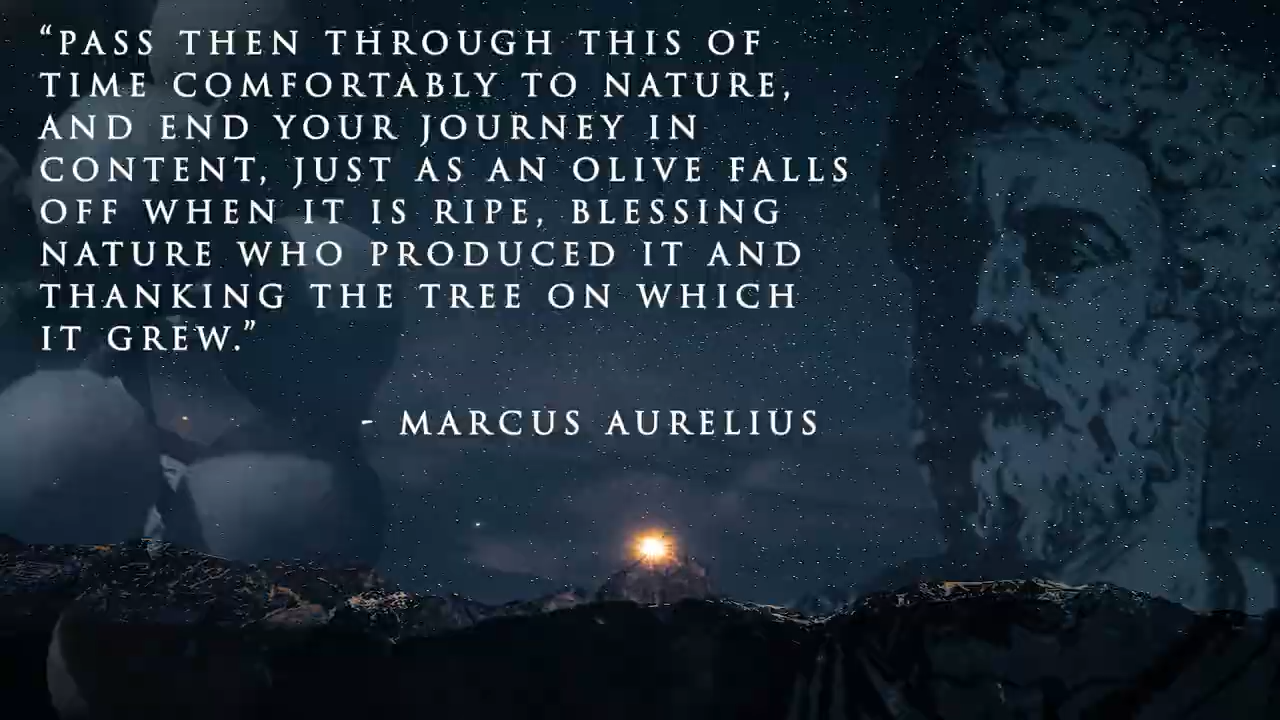 “PASS THEN THROUGH THIS OF
TIME COMFORTABLY TO NATURE,
AND END YOUR JOURNEY IN
CONTENT, JUST AS AN OLIVE FALLS
OFF WHEN IT IS RIPE, BLESSING
NATURE WHO PRODUCED IT AND
THANKING THE TREE ON WHICH
IT GREW.”
- MARCUS AURELIUS